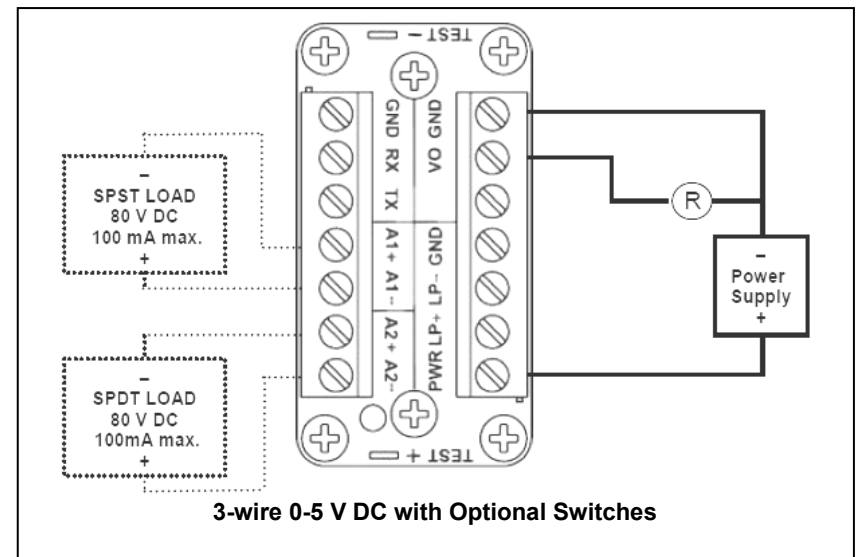 TEST -
GND RX TX
VO GND
A1+ A1--
PWR LP+ LP-- GND
A2+ A2--
TEST +
-
SPST LOAD
80 V DC
100 mA max.
+
-
SPDT LOAD
80 V DC
100mA max.
+
R
-
Power
Supply
+
3-wire 0-5 V DC with Optional Switches